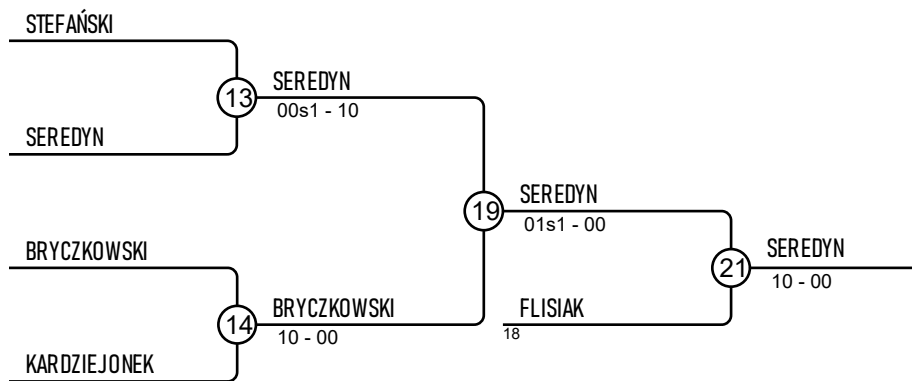 STEFAŃSKI
13
SEREDYN
00s1 - 10
SEREDYN
19
SEREDYN
01s1 - 00
BRYCZKOWSKI
21
SEREDYN
10 - 00
14
BRYCZKOWSKI
10 - 00
FLISIAK
18
KARDZIEJONEK